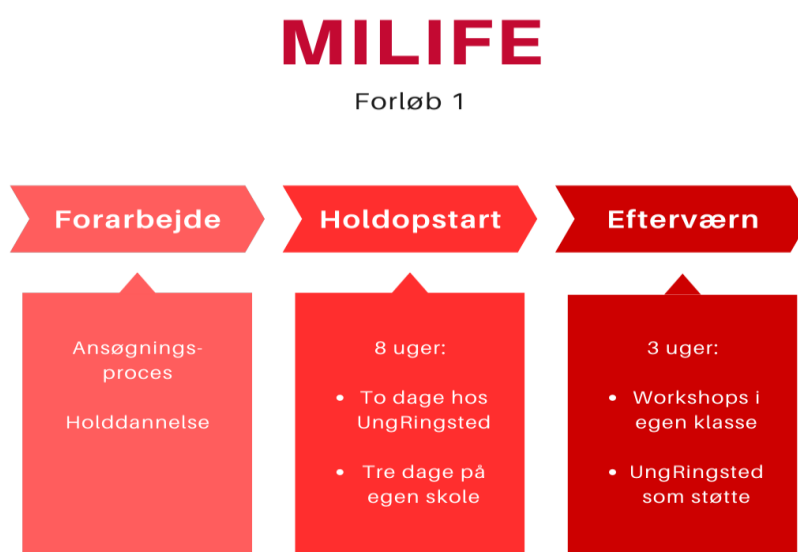 MILIFE
Forløb 1
Forarbejde
Holdopstart
Efterværn
Ansøgnings-
proces
Holddannelse
8 uger:
• To dage hos
UngRingsted
• Tre dage på
egen skole
3 uger:
• Workshops i
egen klasse
• UngRingsted
som støtte